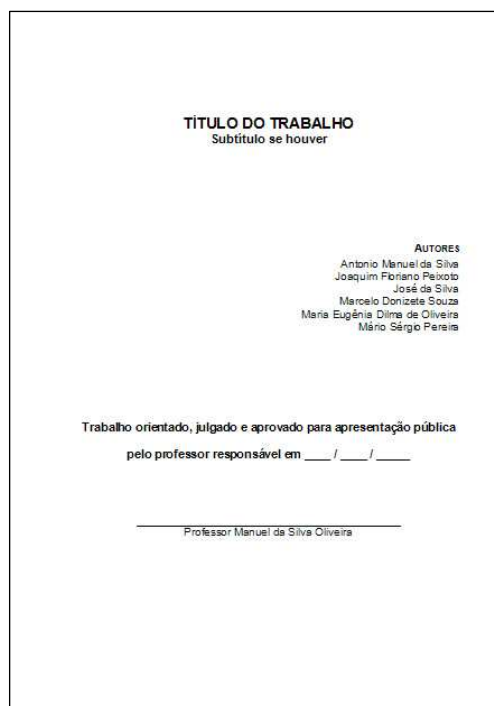 TÍTULO DO TRABALHO
Subtítulo se houver
AUTORES
Antonio Manuel da Silva
Joaquim Floriano Peixoto
José da Silva
Marcelo Donizete Souza
Maria Eugênia Dilma de Oliveira
Mário Sérgio Pereira
Trabalho orientado, julgado e aprovado para apresentação pública
pelo professor responsável em ____ / ____ / _____
Professor Manuel da Silva Oliveira